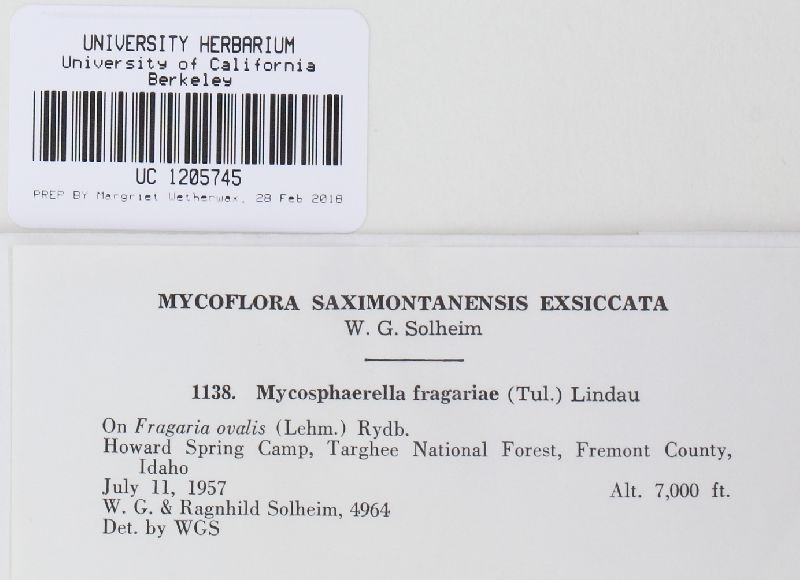 UNIVERSITY HERBARIUM
University of California
Berkeley
UC 1205745
PREP BY Margriet Wetherwax, 28 Feb 2018
MYCOFLORA SAXIMONTANENSIS EXSICCATA
W. G. Solheim
1138. Mycosphaerella fragariae (Tul.) Lindau
On Fragaria ovalis (Lehm.) Rydb.
Howard Spring Camp, Targhee National Forest, Fremont County,
Idaho
July 11, 1957 Alt. 7,000 ft.
W. G. & Ragnhild Solheim, 4964
Det. by WGS